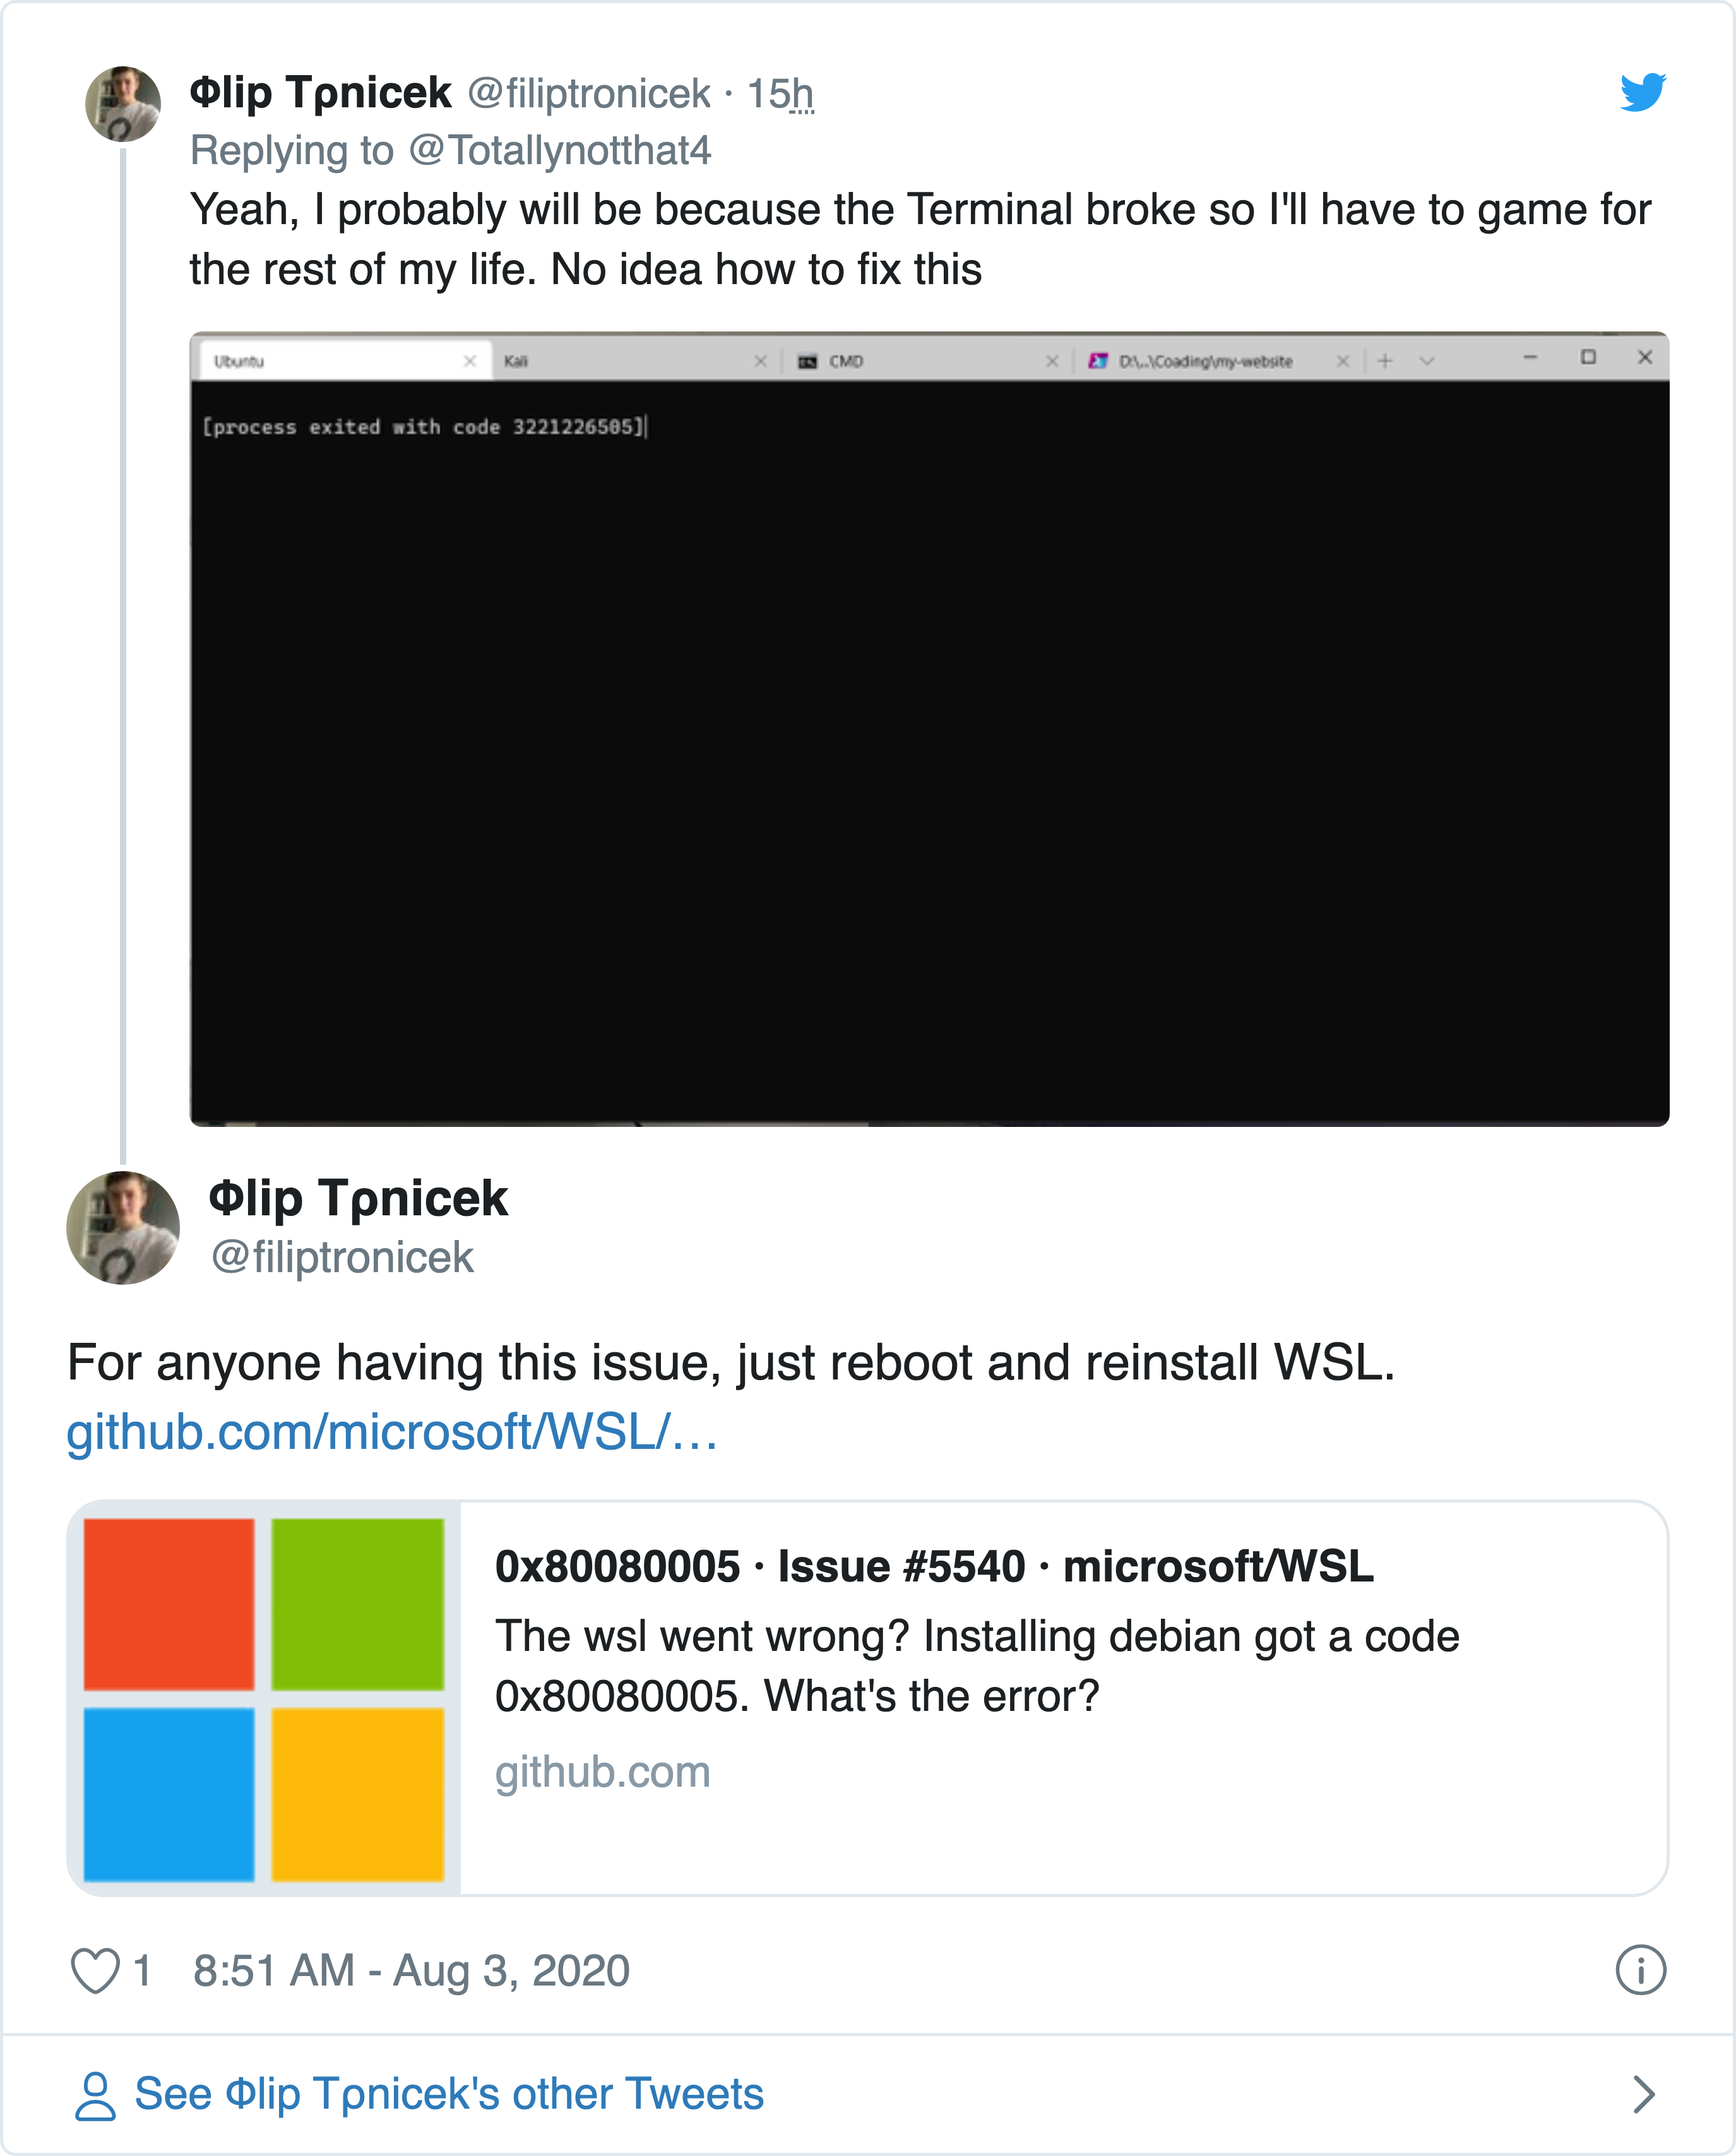 Φlip Tρnicek @filiptronicek · 15h
Replying to @Totallynotthat4
Yeah, I probably will be because the Terminal broke so I'll have to game for
the rest of my life. No idea how to fix this
Ubuntu
Kali
CMD
D:\...\Coading\my-website
[process exited with code 3221226505]
Φlip Tρnicek
@filiptronicek
For anyone having this issue, just reboot and reinstall WSL.
github.com/microsoft/WSL/…
0x80080005 · Issue #5540 · microsoft/WSL
The wsl went wrong? Installing debian got a code
0x80080005. What's the error?
github.com
1 8:51 AM - Aug 3, 2020
See Φlip Tρnicek's other Tweets